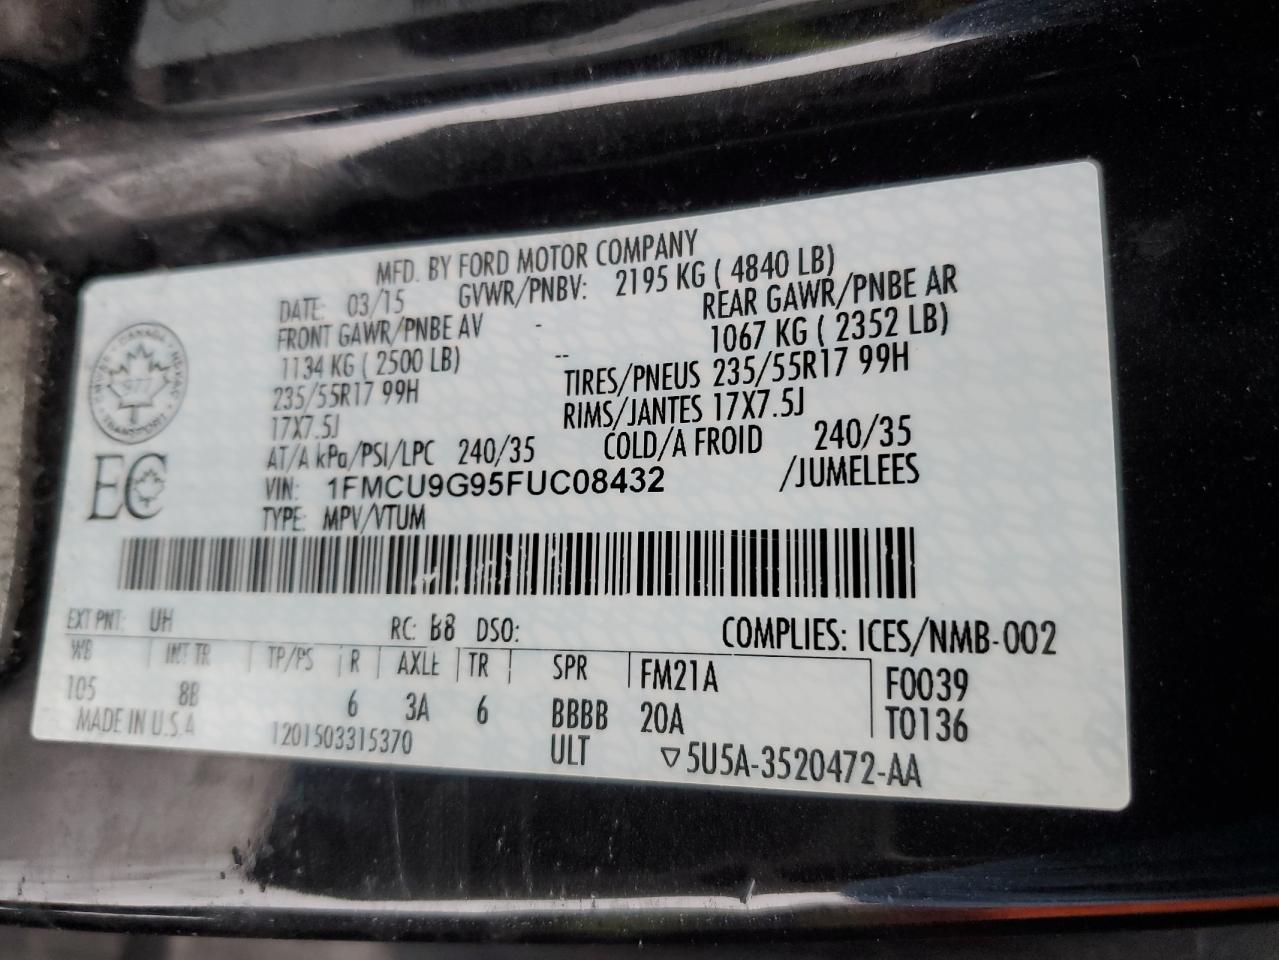 MFD. BY FORD MOTOR COMPANY
DATE: 03/15 GVWR/PNBV: 2195 KG ( 4840 LB)
FRONT GAWR/PNBE AV - REAR GAWR/PNBE AR
1134 KG ( 2500 LB) -- 1067 KG ( 2352 LB)
235/55R17 99H TIRES/PNEUS 235/55R17 99H
17X7.5J RIMS/JANTES 17X7.5J
AT/A kPa/PSI/LPC 240/35 COLD/A FROID 240/35
VIN: 1FMCU9G95FUC08432 /JUMELEES
TYPE: MPV/VTUM
CANADA
977
TRANSPORT
EC
EXT PNT: UH RC: B8 DSO: COMPLIES: ICES/NMB-002
WB INT TR TP/PS R AXLE TR SPR FM21A F0039
105 8B 6 3A 6 BBBB 20A T0136
MADE IN U.S.A 1201503315370 ULT ▽5U5A-3520472-AA